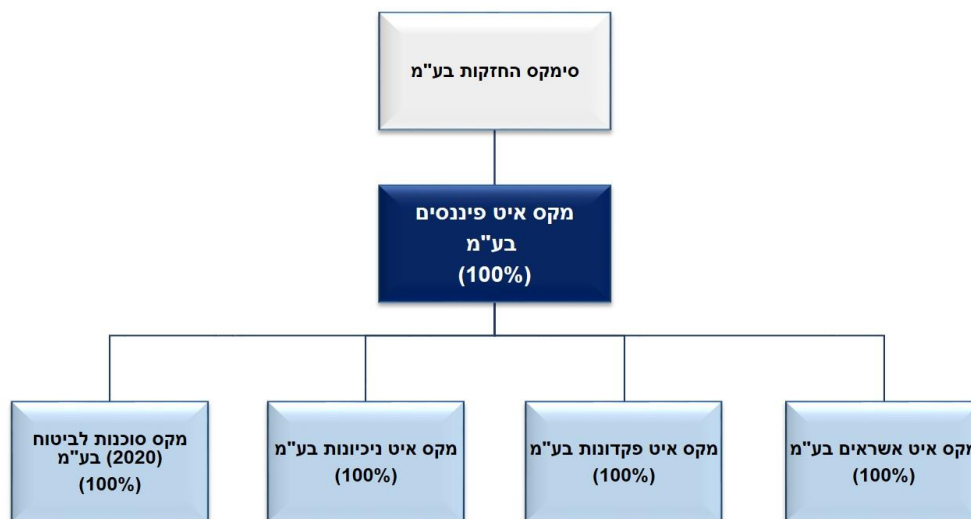 סימקס החזקות בע"מ
מקס איט פיננסים
בע"מ
(100%)
מקס איט אשראים בע"מ
(100%)
מקס איט פקדונות בע"מ
(100%)
מקס איט ניכיונות בע"מ
(100%)
מקס סוכנות לביטוח
(2020) בע"מ
(100%)